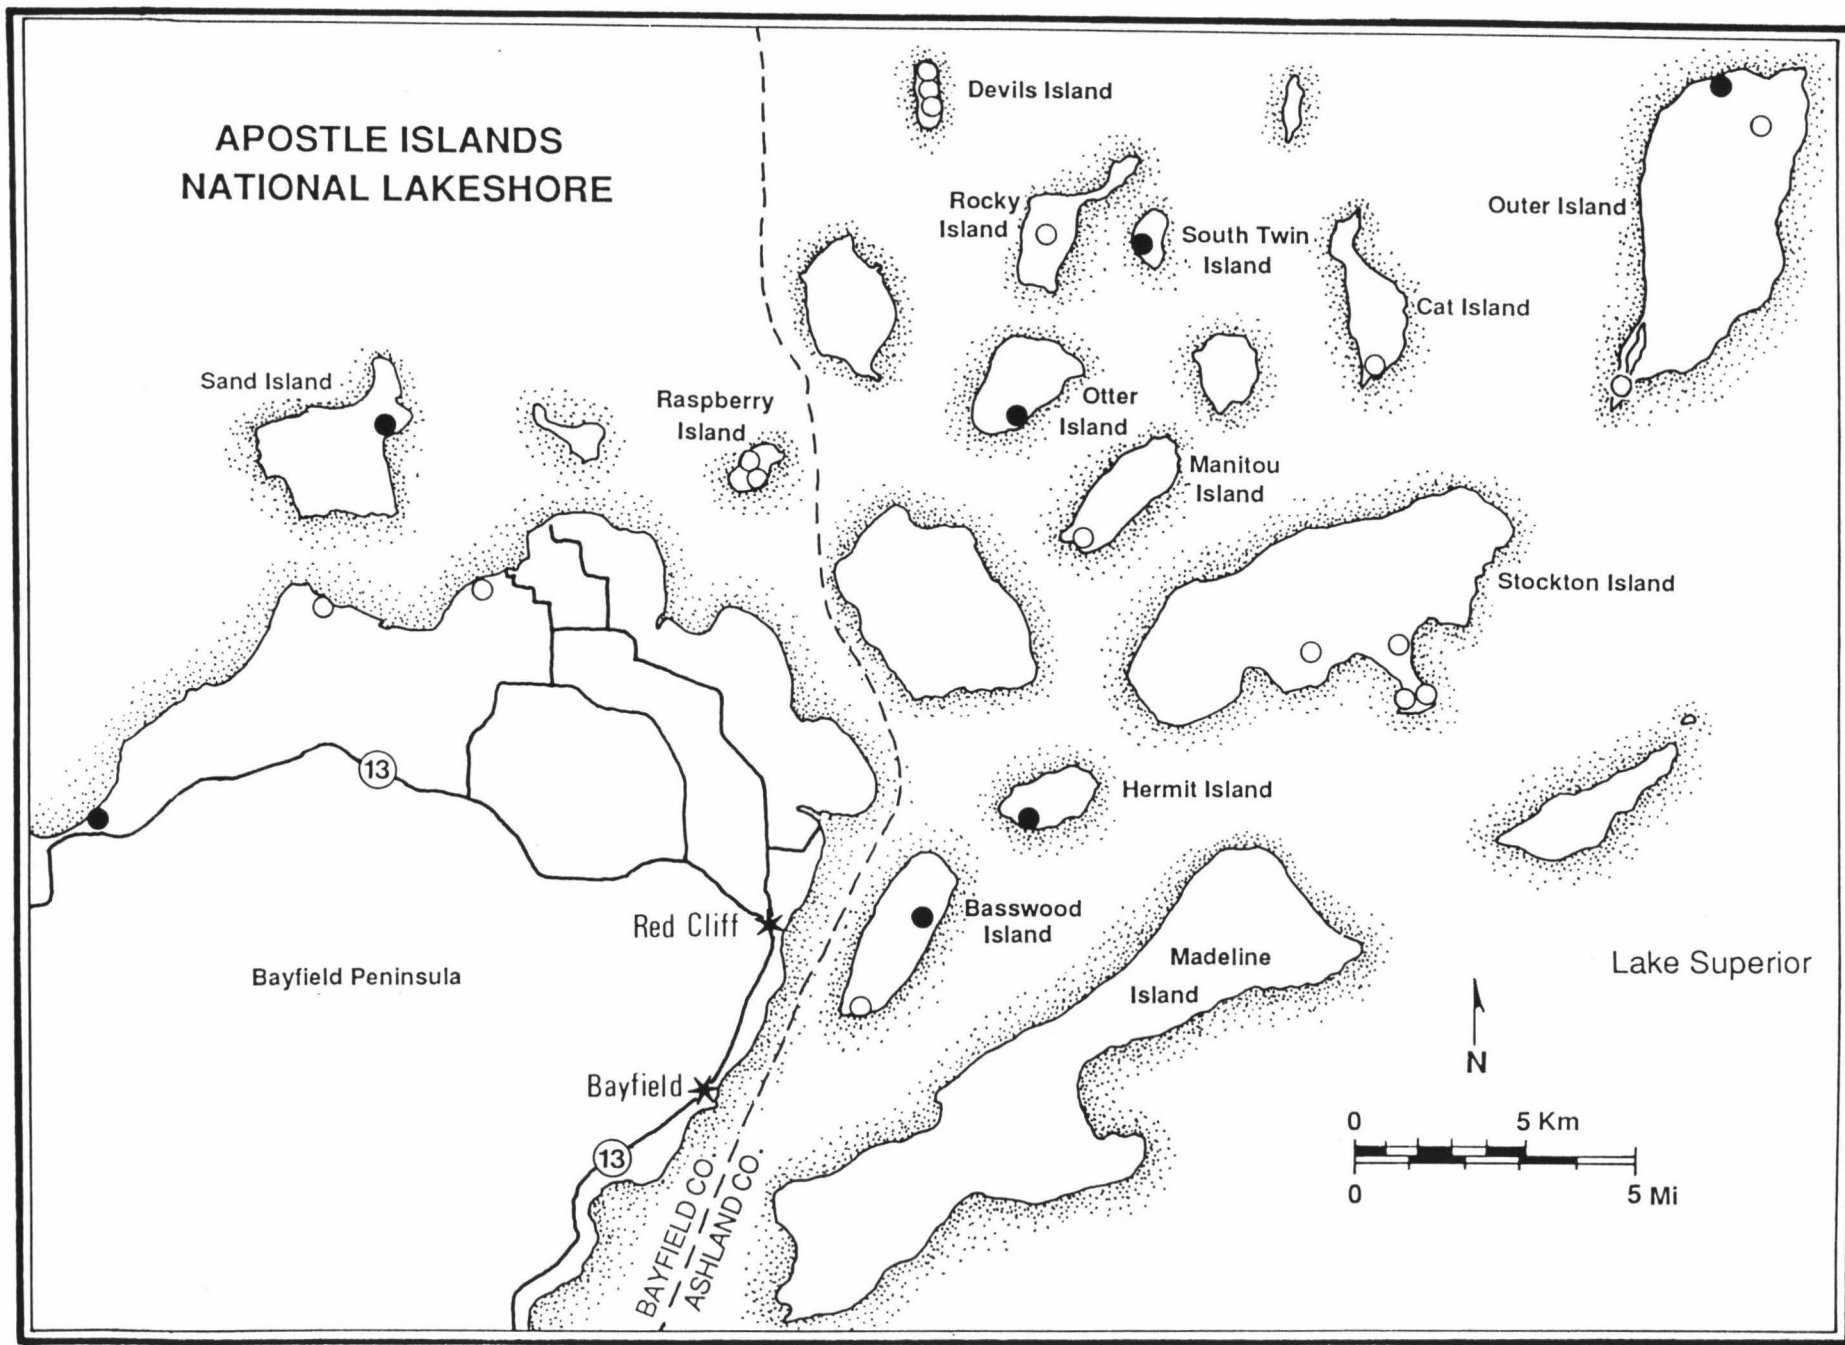 APOSTLE ISLANDS
NATIONAL LAKESHORE
Devils Island
Rocky
Island
South Twin
Island
Outer Island
Cat Island
Sand Island
Raspberry
Island
Otter
Island
Manitou
Island
Stockton Island
13
Hermit Island
Red Cliff
Basswood
Island
Madeline
Island
Lake Superior
Bayfield Peninsula
N
Bayfield
0 5 Km
0 5 Mi
13
BAYFIELD CO.
ASHLAND CO.